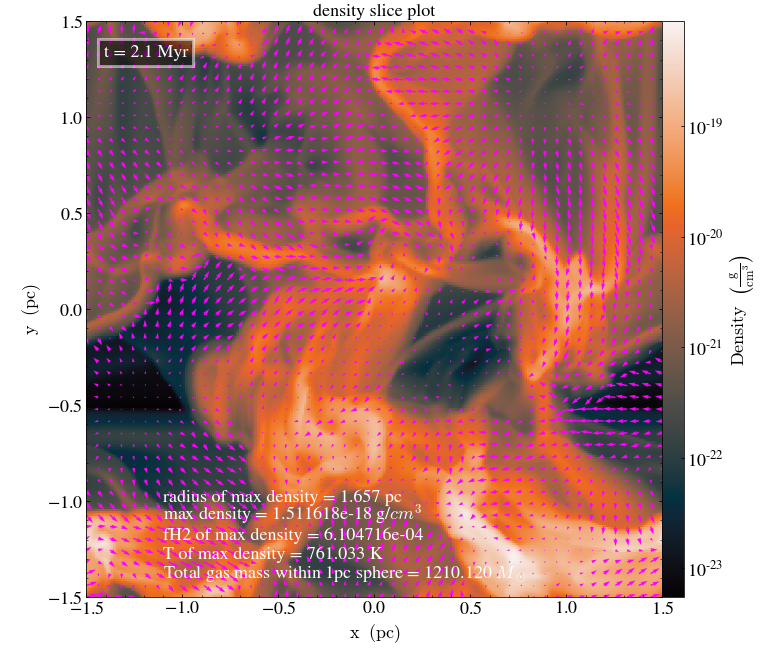 density slice plot
t = 2.1 Myr
1.5
1.0
0.5
0.0
−0.5
−1.0
−1.5
y (pc)
radius of max density = 1.657 pc
max density = 1.511618e-18 g/cm³
fH2 of max density = 6.104716e-04
T of max density = 761.033 K
Total gas mass within 1pc sphere = 1210.120 M
−1.5
−1.0
−0.5
0.0
0.5
1.0
1.5
x (pc)
10⁻¹⁹
10⁻²⁰
10⁻²¹
10⁻²²
10⁻²³
Density (g/cm³)